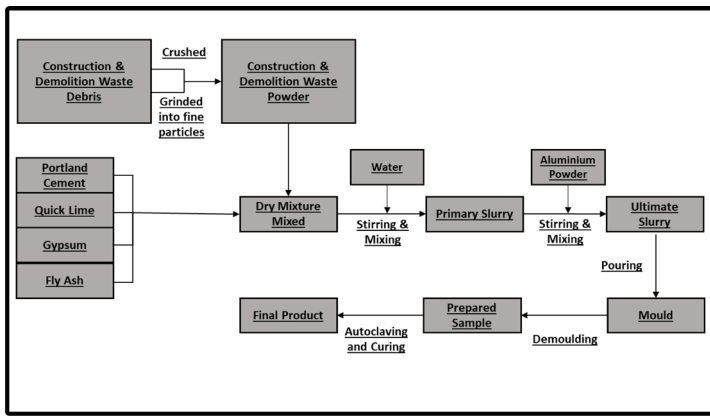 Construction &
Demolition Waste
Debris
Crushed
Grinded
into fine
particles
Construction &
Demolition Waste
Powder
Portland
Cement
Quick Lime
Gypsum
Fly Ash
Dry Mixture
Mixed
Water
Stirring &
Mixing
Primary Slurry
Aluminium
Powder
Stirring &
Mixing
Ultimate
Slurry
Pouring
Mould
Demoulding
Prepared
Sample
Autoclaving
and Curing
Final Product